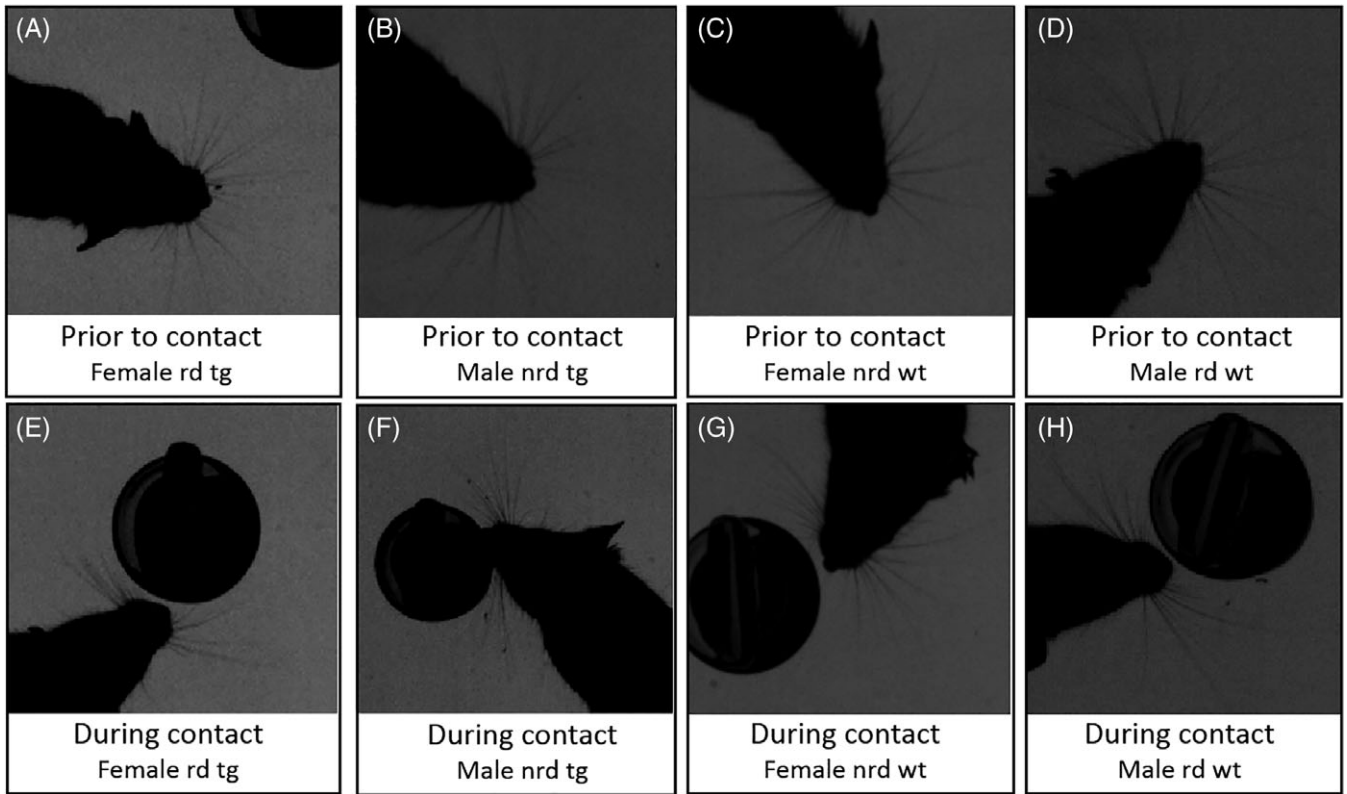 (A)
(B)
(C)
(D)
Prior to contact
Female rd tg
Prior to contact
Male nrd tg
Prior to contact
Female nrd wt
Prior to contact
Male rd wt
(E)
(F)
(G)
(H)
During contact
Female rd tg
During contact
Male nrd tg
During contact
Female nrd wt
During contact
Male rd wt